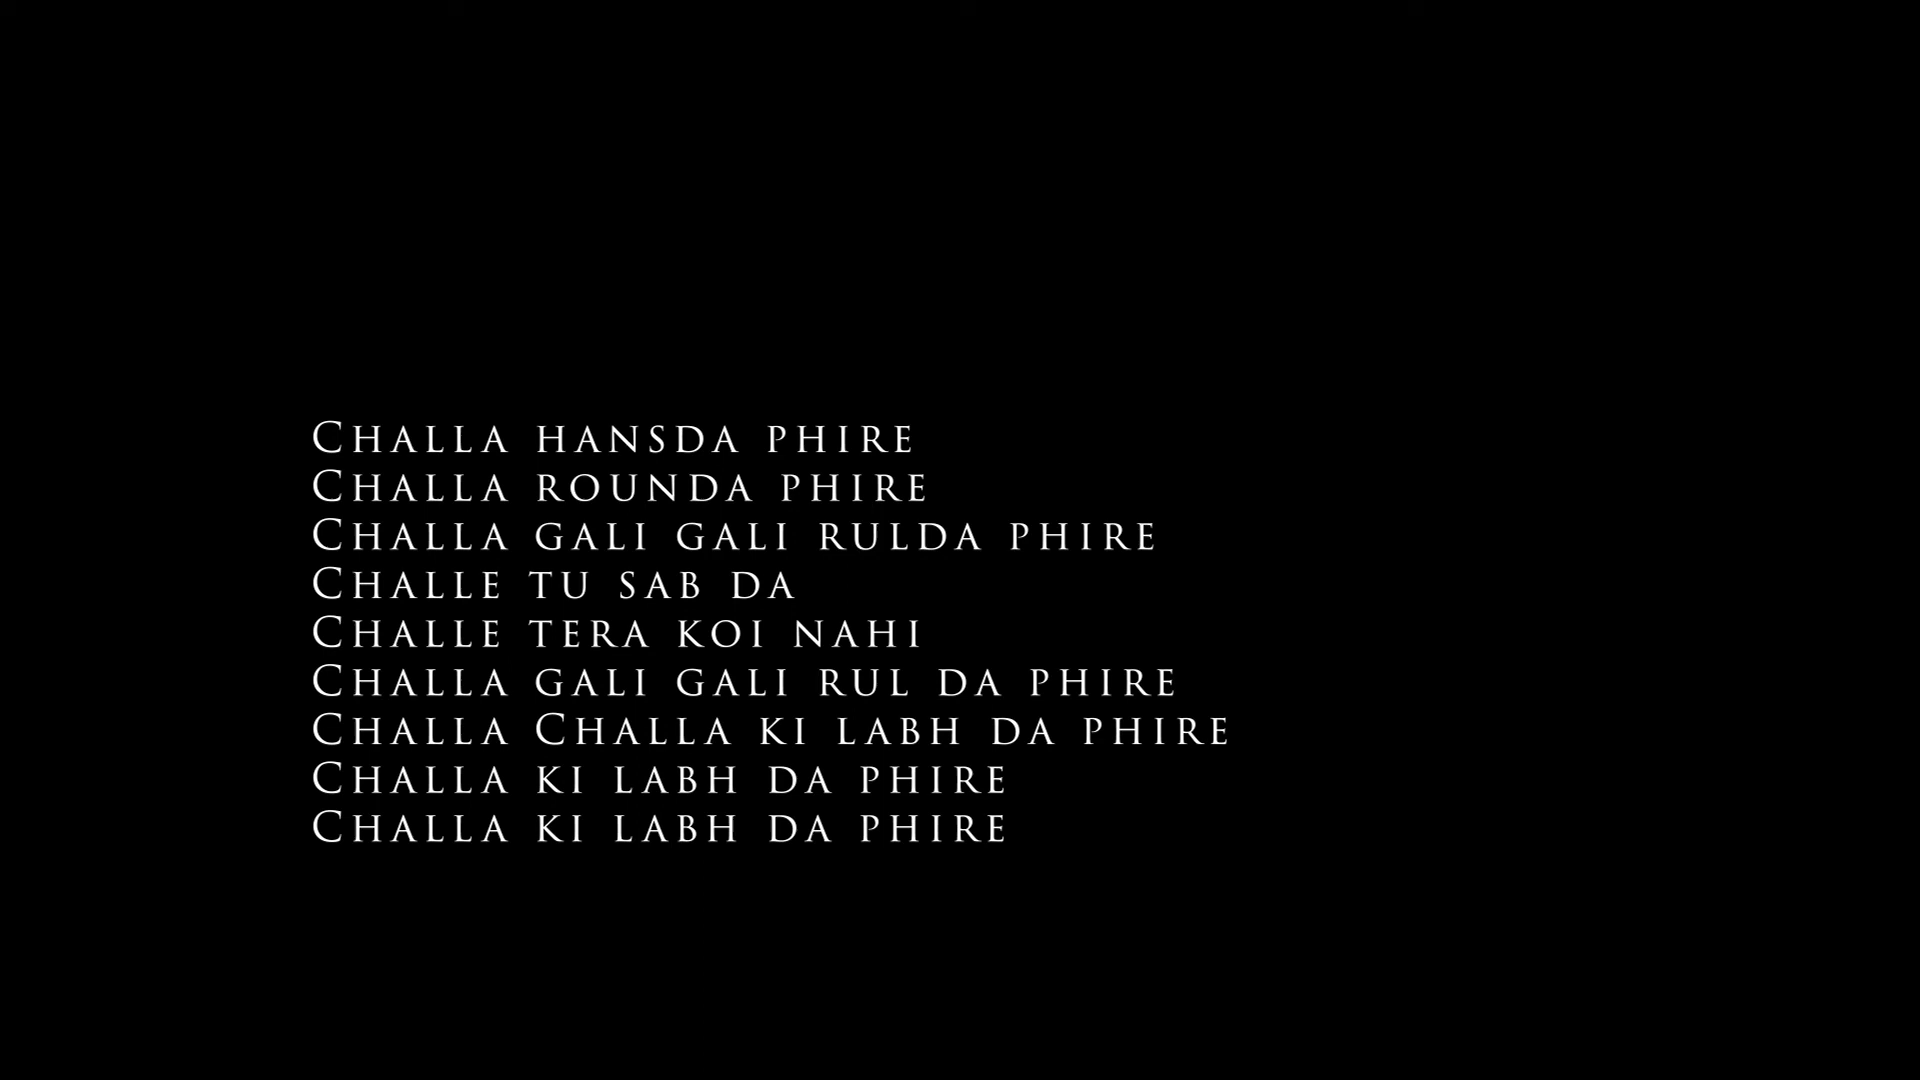 Challa hansda phire
Challa rounda phire
Challa gali gali rulda phire
Challe tu sab da
Challe tera koi nahi
Challa gali gali rul da phire
Challa Challa ki labh da phire
Challa ki labh da phire
Challa ki labh da phire